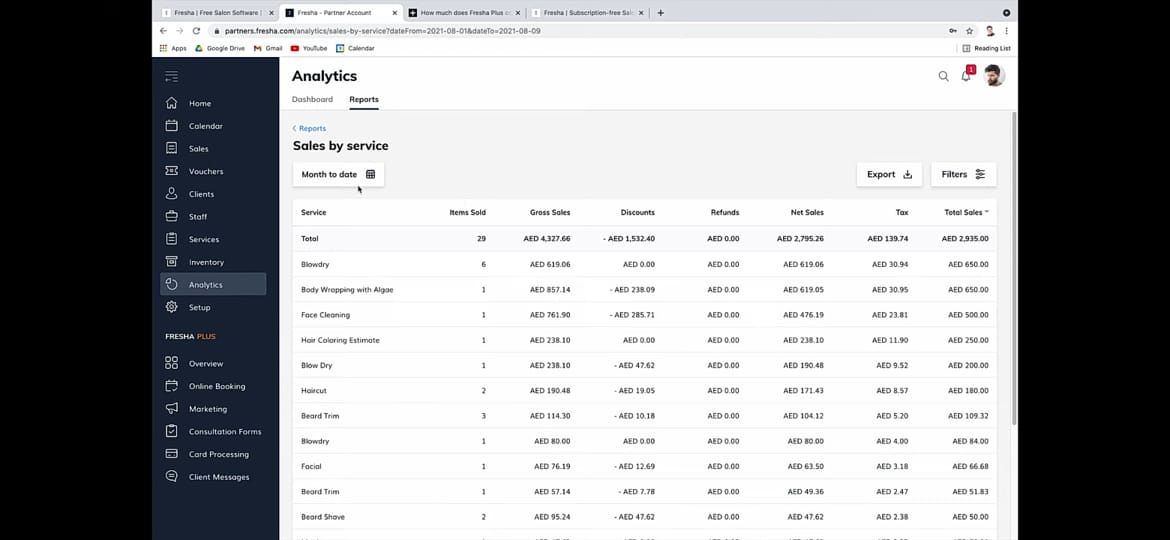 Fresha | Free Salon Software |
Fresha - Partner Account
How much does Fresha Plus c
Fresha | Subscription-free Sal
partners.fresha.com/analytics/sales-by-service?dateFrom=2021-08-01&dateTo=2021-08-09
Apps Google Drive Gmail YouTube Calendar Reading List
Analytics
1
Dashboard Reports
Home
Calendar
Sales
Vouchers
Clients
Staff
Services
Inventory
Analytics
Setup
FRESHA PLUS
Overview
Online Booking
Marketing
Consultation Forms
Card Processing
Client Messages
Reports
Sales by service
Month to date Export Filters
Service Items Sold Gross Sales Discounts Refunds Net Sales Tax Total Sales
Total 29 AED 4,327.66 - AED 1,532.40 AED 0.00 AED 2,795.26 AED 139.74 AED 2,935.00
Blowdry 6 AED 619.06 AED 0.00 AED 0.00 AED 619.06 AED 30.94 AED 650.00
Body Wrapping with Algae 1 AED 857.14 - AED 238.09 AED 0.00 AED 619.05 AED 30.95 AED 650.00
Face Cleaning 1 AED 761.90 - AED 285.71 AED 0.00 AED 476.19 AED 23.81 AED 500.00
Hair Coloring Estimate 1 AED 238.10 AED 0.00 AED 0.00 AED 238.10 AED 11.90 AED 250.00
Blow Dry 1 AED 238.10 - AED 47.62 AED 0.00 AED 190.48 AED 9.52 AED 200.00
Haircut 2 AED 190.48 - AED 19.05 AED 0.00 AED 171.43 AED 8.57 AED 180.00
Beard Trim 3 AED 114.30 - AED 10.18 AED 0.00 AED 104.12 AED 5.20 AED 109.32
Blowdry 1 AED 80.00 AED 0.00 AED 0.00 AED 80.00 AED 4.00 AED 84.00
Facial 1 AED 76.19 - AED 12.69 AED 0.00 AED 63.50 AED 3.18 AED 66.68
Beard Trim 1 AED 57.14 - AED 7.78 AED 0.00 AED 49.36 AED 2.47 AED 51.83
Beard Shave 2 AED 95.24 - AED 47.62 AED 0.00 AED 47.62 AED 2.38 AED 50.00